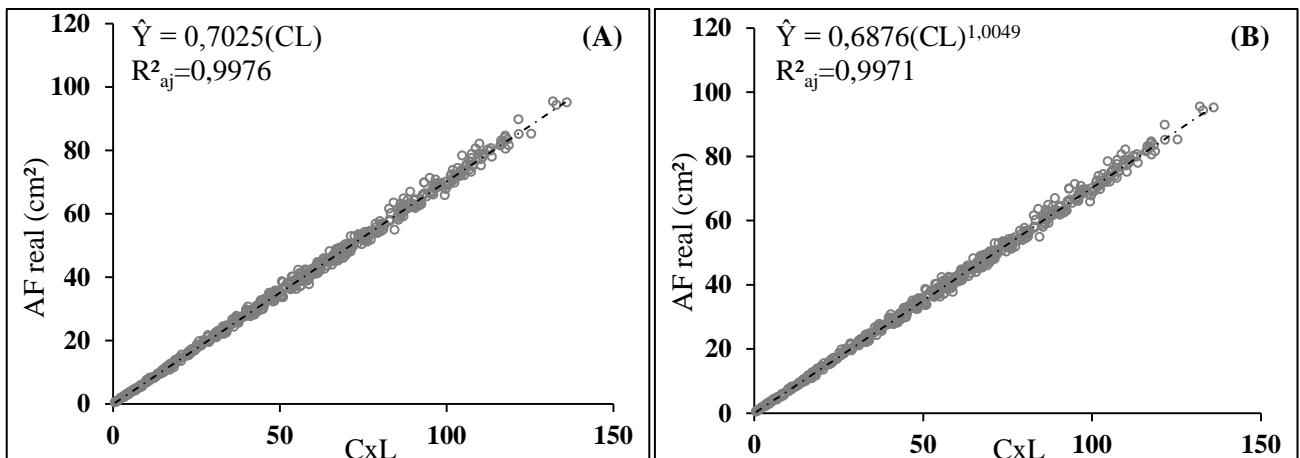 Ŷ = 0,7025(CL)
R²aj=0,9976
(A)
120
100
80
60
40
20
0
AF real (cm²)
0
50
100
150
CxL
Ŷ = 0,6876(CL)^1,0049
R²aj=0,9971
(B)
120
100
80
60
40
20
0
AF real (cm²)
0
50
100
150
CxL